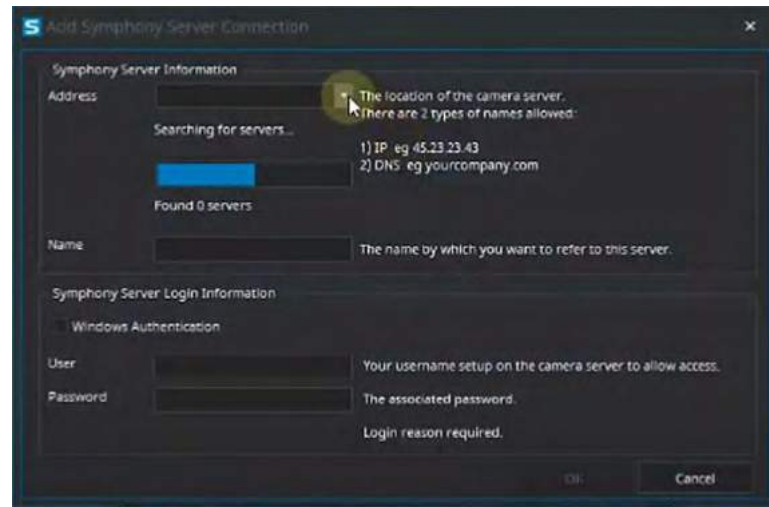 S Add Symphony Server Connection
Symphony Server Information
Address
The location of the camera server.
There are 2 types of names allowed:
Searching for servers...
1) IP eg 45.23.23.43
2) DNS eg yourcompany.com
Found 0 servers
Name
The name by which you want to refer to this server.
Symphony Server Login Information
Windows Authentication
User
Your username setup on the camera server to allow access.
Password
The associated password.
Login reason required.
OK
Cancel